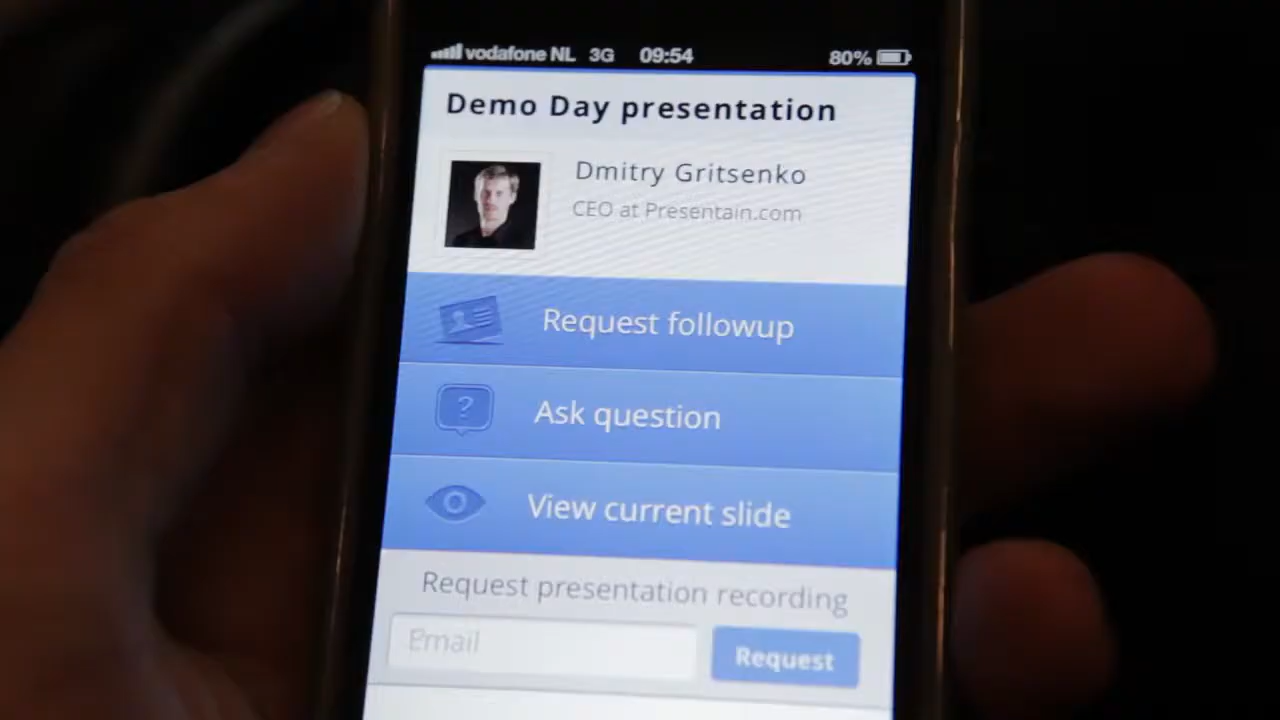 vodafone NL 3G 09:54 80%
Demo Day presentation
Dmitry Gritsenko
CEO at Presentain.com
Request followup
?
Ask question
View current slide
Request presentation recording
Email
Request